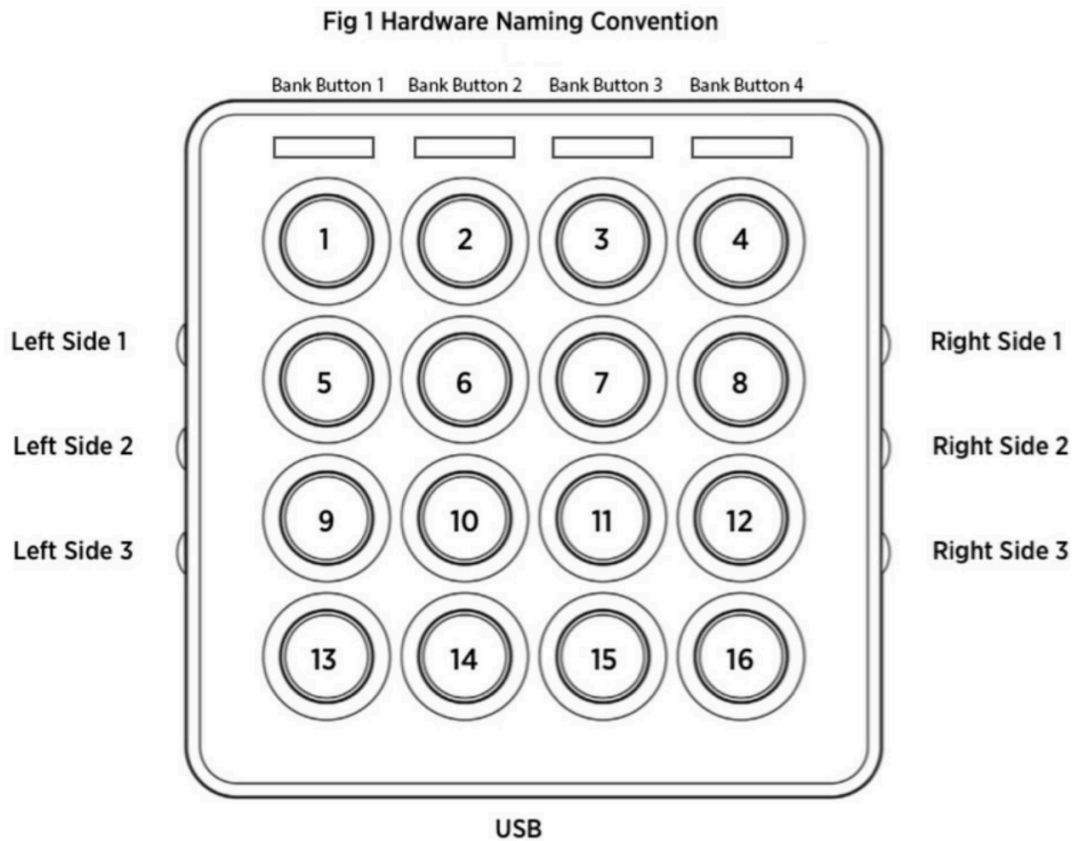 Fig 1 Hardware Naming Convention
Bank Button 1 Bank Button 2 Bank Button 3 Bank Button 4
1 2 3 4
Left Side 1 Right Side 1
5 6 7 8
Left Side 2 Right Side 2
9 10 11 12
Left Side 3 Right Side 3
13 14 15 16
USB